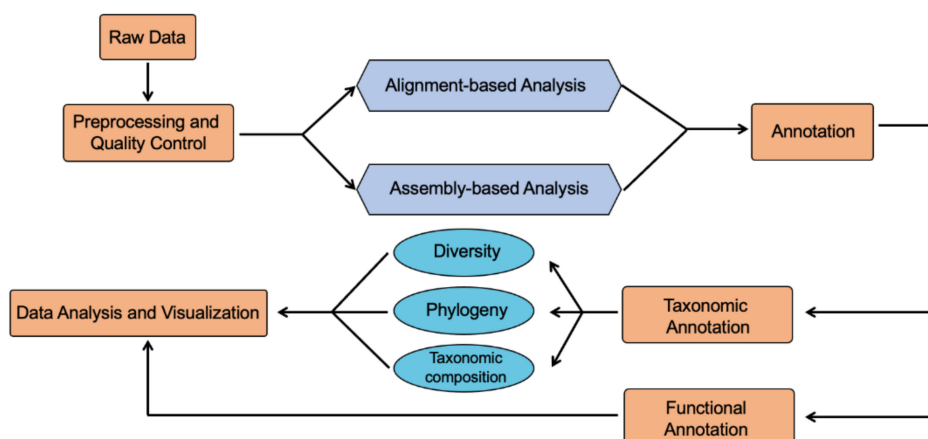 Raw Data
Preprocessing and
Quality Control
Alignment-based Analysis
Assembly-based Analysis
Annotation
Diversity
Phylogeny
Taxonomic
composition
Data Analysis and Visualization
Taxonomic
Annotation
Functional
Annotation